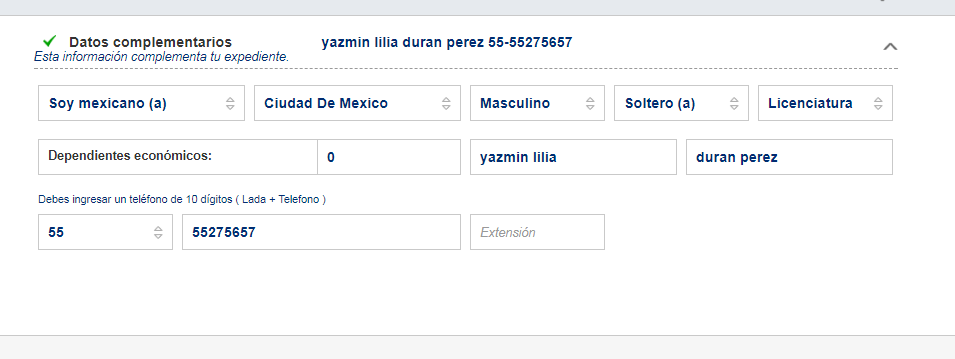 Datos complementarios yazmin lilia duran perez 55-55275657
Esta información complementa tu expediente.
Soy mexicano (a) Ciudad De Mexico Masculino Soltero (a) Licenciatura
Dependientes económicos: 0 yazmin lilia duran perez
Debes ingresar un teléfono de 10 dígitos ( Lada + Telefono )
55 55275657 Extensión